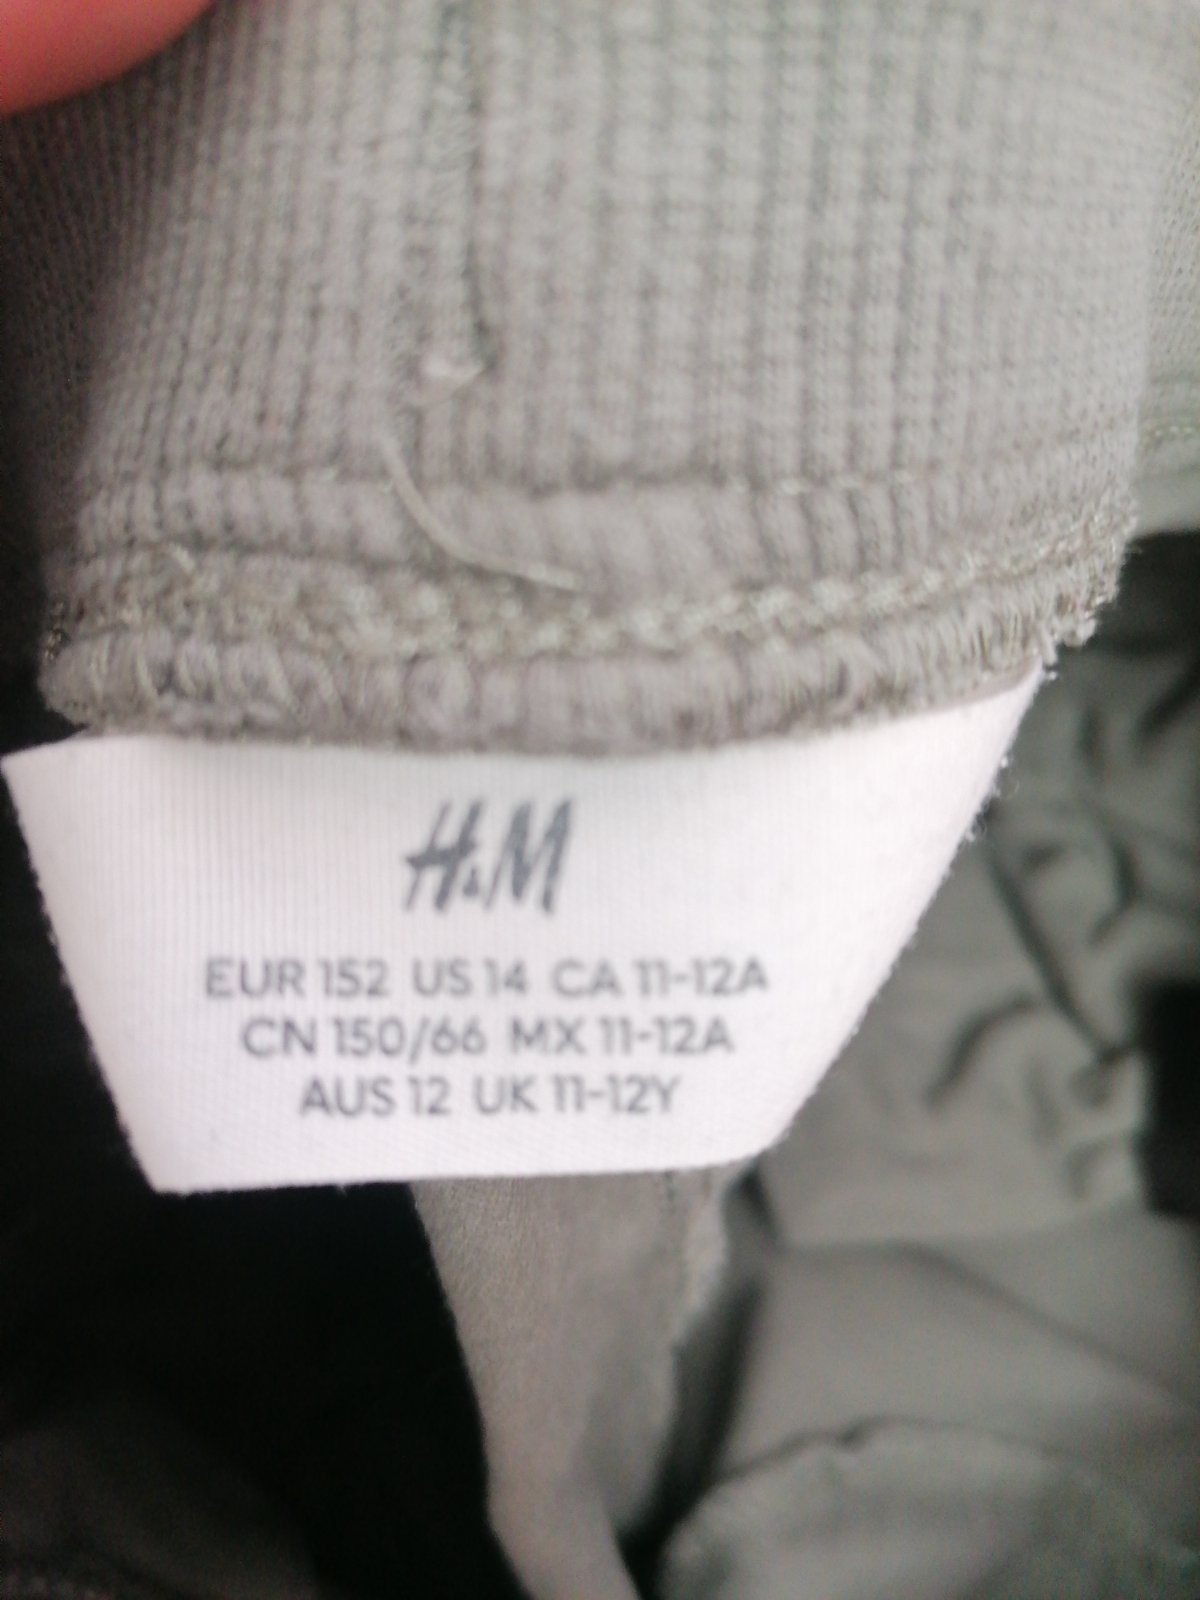 H&M
EUR 152 US 14 CA 11-12A
CN 150/66 MX 11-12A
AUS 12 UK 11-12Y